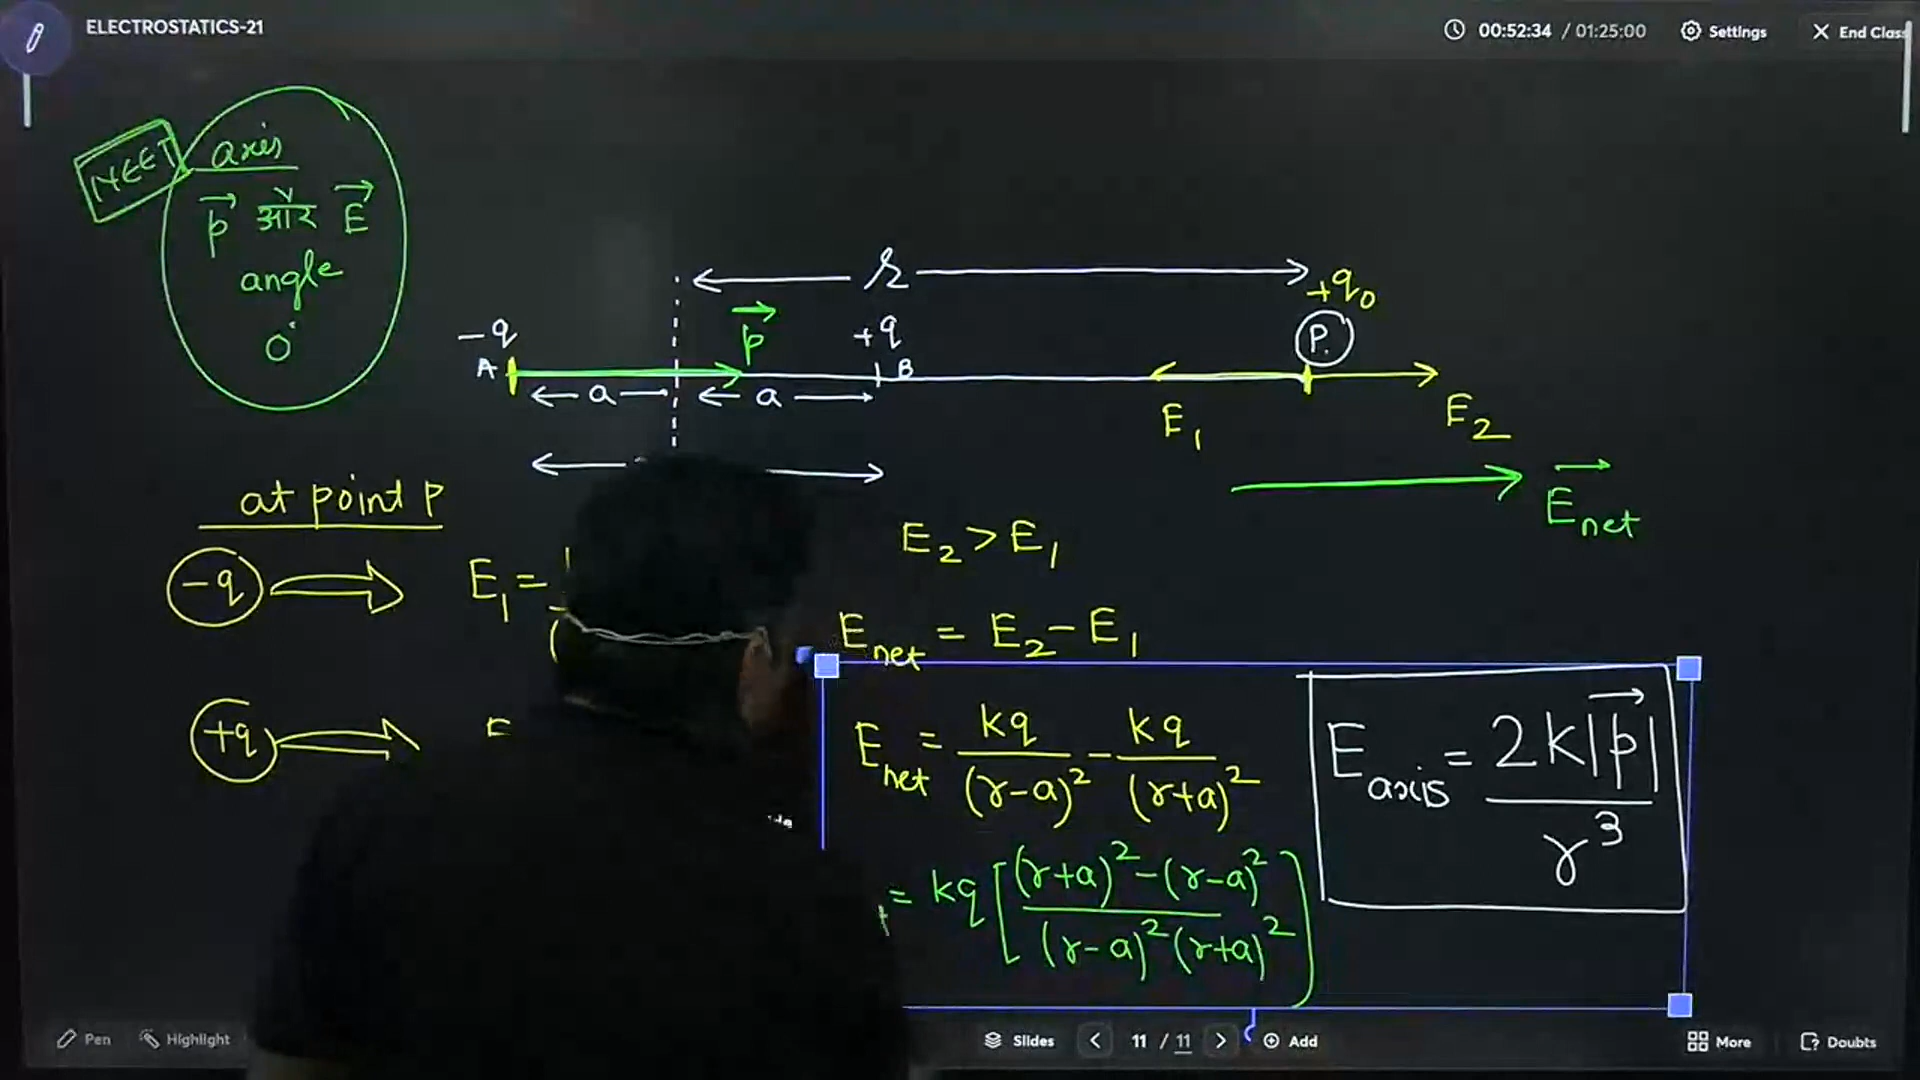 ELECTROSTATICS-21
00:52:34 / 01:25:00
Settings
End Class
NEET
axis
p⃗ और E⃗
angle
0°
r
+q₀
-q
p⃗
+q
P.
A
B
a
a
E₁
E₂
E⃗net
at point P
E₂ > E₁
-q
E₁ =
Enet = E₂ - E₁
+q
Enet = kq/(r-a)² - kq/(r+a)²
Eaxis = 2k|p⃗|/r³
= kq[((r+a)² - (r-a)²)/((r-a)²(r+a)²)]
Pen
Highlight
Slides
11 / 11
Add
More
Doubts